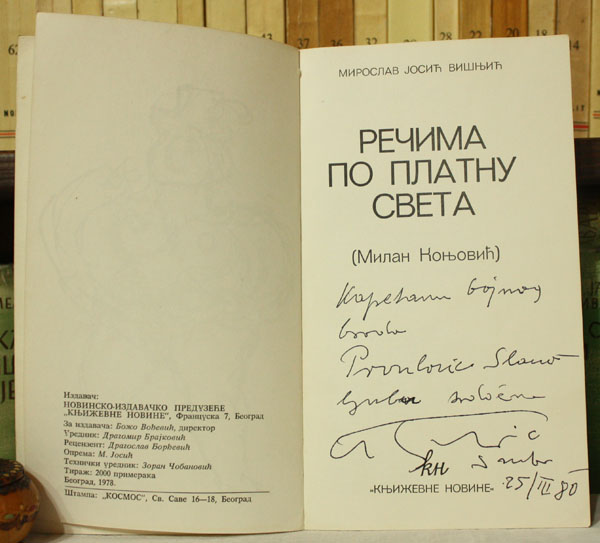 Издавач:
НОВИНСКО-ИЗДАВАЧКО ПРЕДУЗЕЋЕ
„КЊИЖЕВНЕ НОВИНЕ", Француска 7, Београд
За издавача: Божо Вођевић, директор
Уредник: Драгомир Брајковић
Рецензент: Драгослав Ђорђевић
Опрема: М. Јосић
Технички уредник: Зоран Чобановић
Тираж: 2000 примерака
Београд, 1978.
Штампа: „КОСМОС", Св. Саве 16—18, Београд
МИРОСЛАВ ЈОСИЋ ВИШЊИЋ
РЕЧИМА
ПО ПЛАТНУ
СВЕТА
(Милан Коњовић)
Kapetanu bojnog
broda
25/III 80
кн
„КЊИЖЕВНЕ НОВИНЕ"